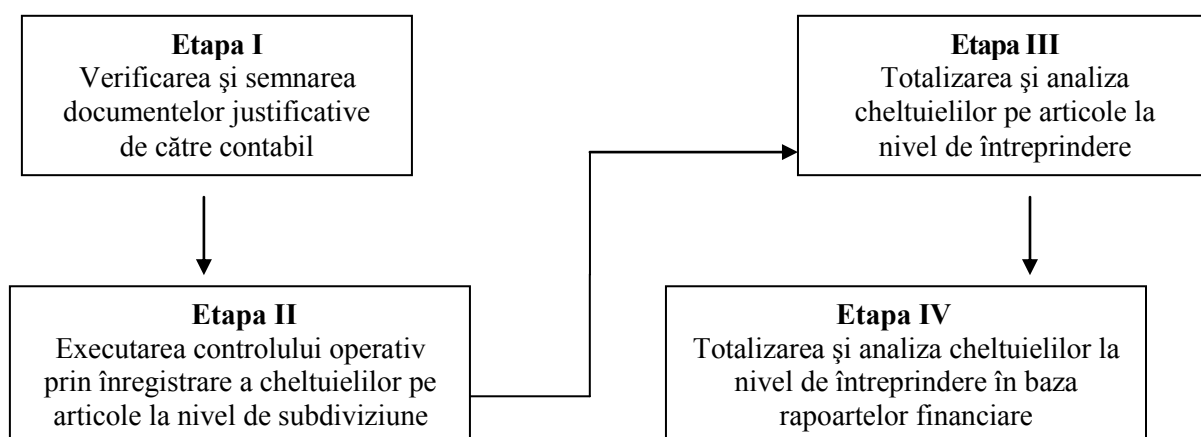 Etapa I
Verificarea şi semnarea
documentelor justificative
de către contabil
Etapa II
Executarea controlului operativ
prin înregistrare a cheltuielilor pe
articole la nivel de subdiviziune
Etapa III
Totalizarea şi analiza
cheltuielilor pe articole la
nivel de întreprindere
Etapa IV
Totalizarea şi analiza cheltuielilor la
nivel de întreprindere în baza
rapoartelor financiare